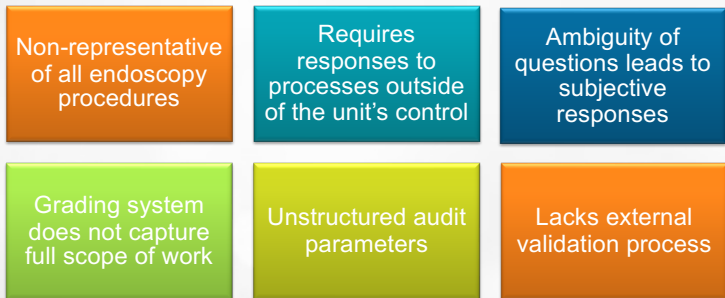 Non-representative
of all endoscopy
procedures
Requires
responses to
processes outside
of the unit's control
Ambiguity of
questions leads to
subjective
responses
Grading system
does not capture
full scope of work
Unstructured audit
parameters
Lacks external
validation process